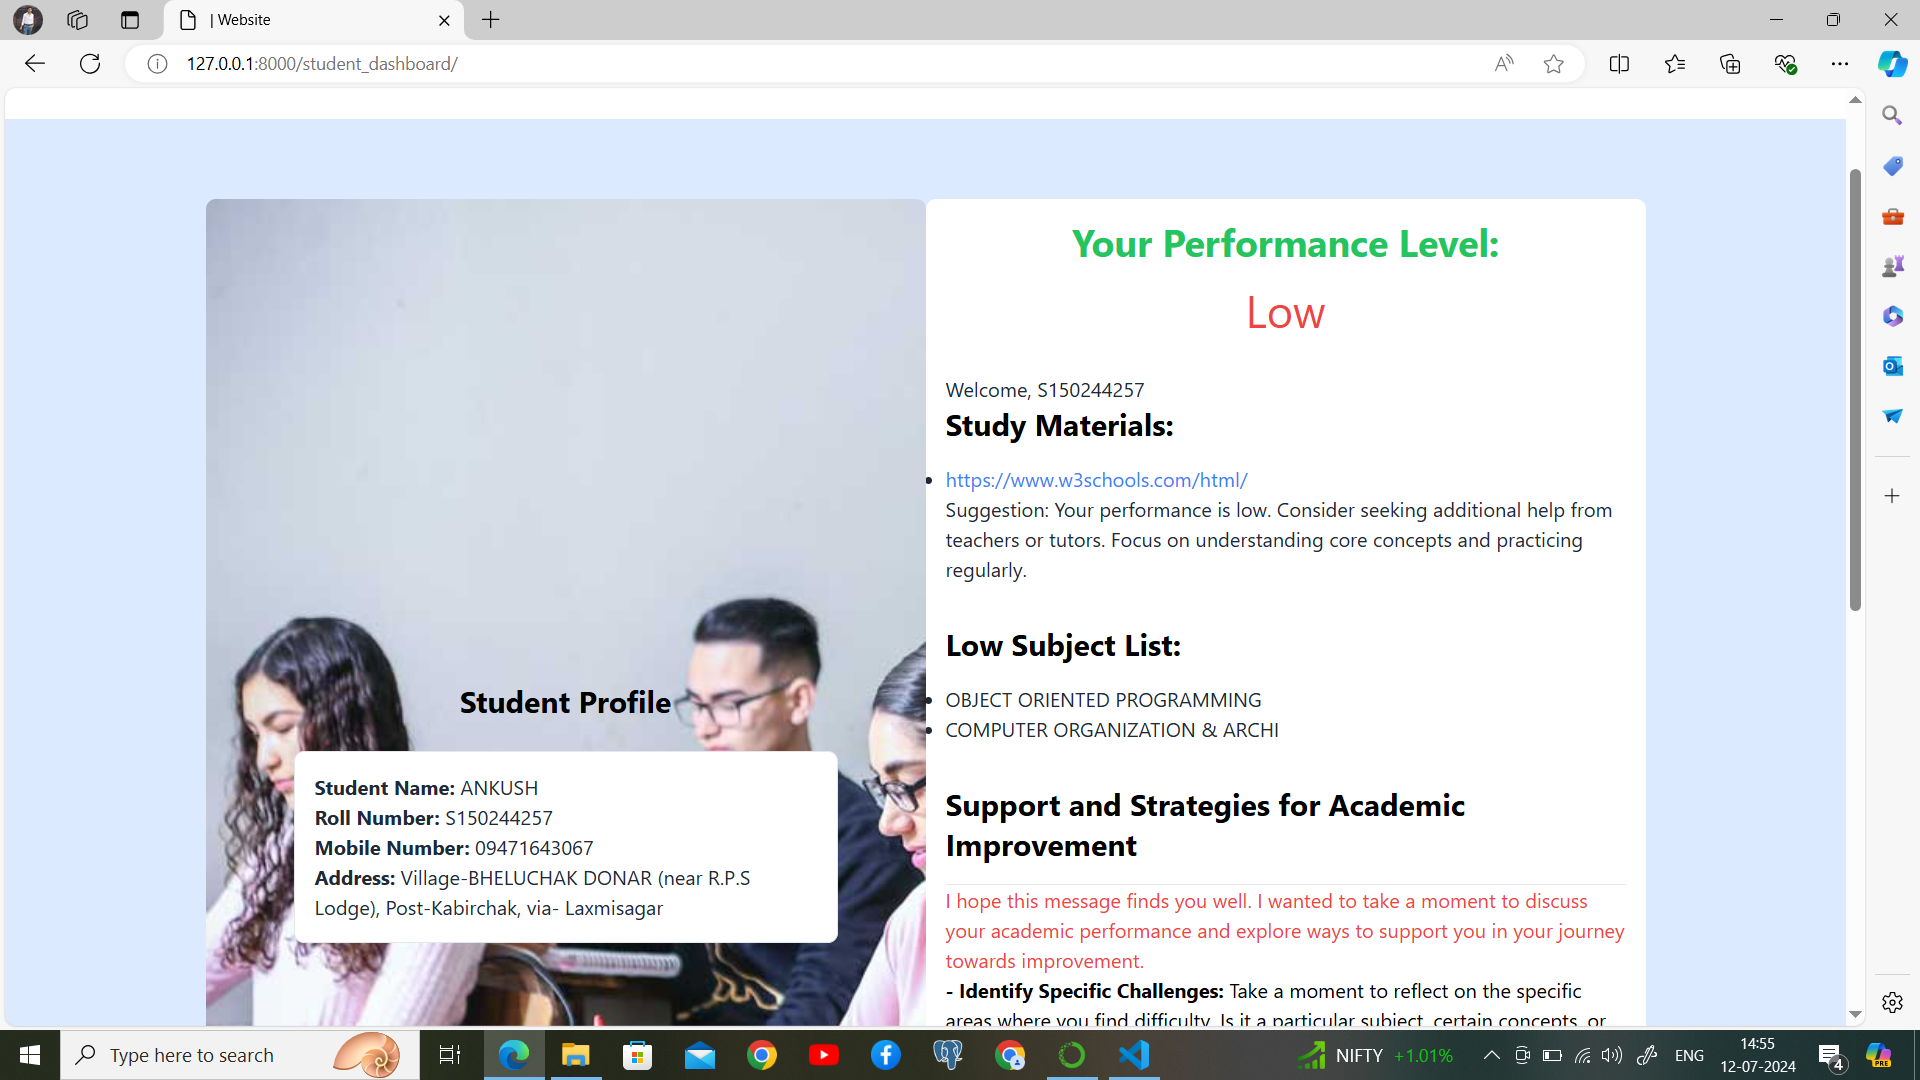 | Website
127.0.0.1:8000/student_dashboard/
Your Performance Level:
Low
Welcome, S150244257
Study Materials:
https://www.w3schools.com/html/
Suggestion: Your performance is low. Consider seeking additional help from
teachers or tutors. Focus on understanding core concepts and practicing
regularly.
Low Subject List:
OBJECT ORIENTED PROGRAMMING
COMPUTER ORGANIZATION & ARCHI
Student Profile
Student Name: ANKUSH
Roll Number: S150244257
Mobile Number: 09471643067
Address: Village-BHELUCHAK DONAR (near R.P.S
Lodge), Post-Kabirchak, via- Laxmisagar
Support and Strategies for Academic
Improvement
I hope this message finds you well. I wanted to take a moment to discuss
your academic performance and explore ways to support you in your journey
towards improvement.
- Identify Specific Challenges: Take a moment to reflect on the specific
areas where you find difficulty. Is it a particular subject, certain concepts, or
Type here to search
NIFTY +1.01%
ENG
14:55
12-07-2024
4
PRE